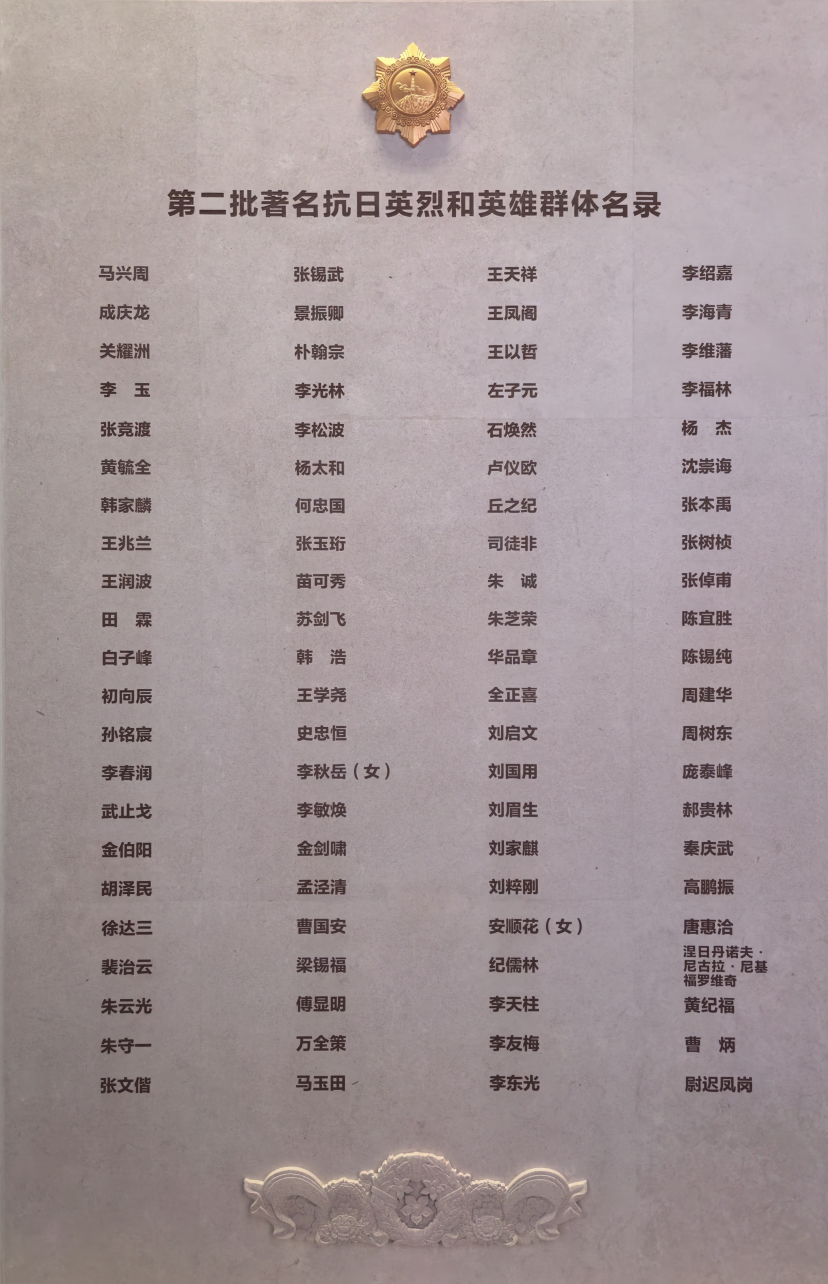 第二批著名抗日英烈和英雄群体名录
马兴周 张锡武 王天祥 李绍嘉
成庆龙 景振卿 王凤阁 李海青
关耀洲 朴翰宗 王以哲 李维藩
李 玉 李光林 左子元 李福林
张竞渡 李松波 石焕然 杨 杰
黄毓全 杨太和 卢仪欧 沈崇诲
韩家麟 何忠国 丘之纪 张本禹
王兆兰 张玉珩 司徒非 张树桢
王润波 苗可秀 朱 诚 张倬甫
田 霖 苏剑飞 朱芝荣 陈宜胜
白子峰 韩 浩 华品章 陈锡纯
初向辰 王学尧 全正喜 周建华
孙铭宸 史忠恒 刘启文 周树东
李春润 李秋岳（女） 刘国用 庞泰峰
武止戈 李敏焕 刘眉生 郝贵林
金伯阳 金剑啸 刘家麒 秦庆武
胡泽民 孟泾清 刘粹刚 高鹏振
徐达三 曹国安 安顺花（女） 唐惠洽
裴治云 梁锡福 纪儒林 涅日丹诺夫·
尼古拉·尼基
福罗维奇
朱云光 傅显明 李天柱 黄纪福
朱守一 万全策 李友梅 曹 炳
张文偕 马玉田 李东光 尉迟凤岗